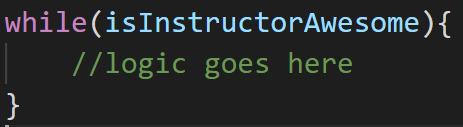 while(isInstructorAwesome){
    //logic goes here
}